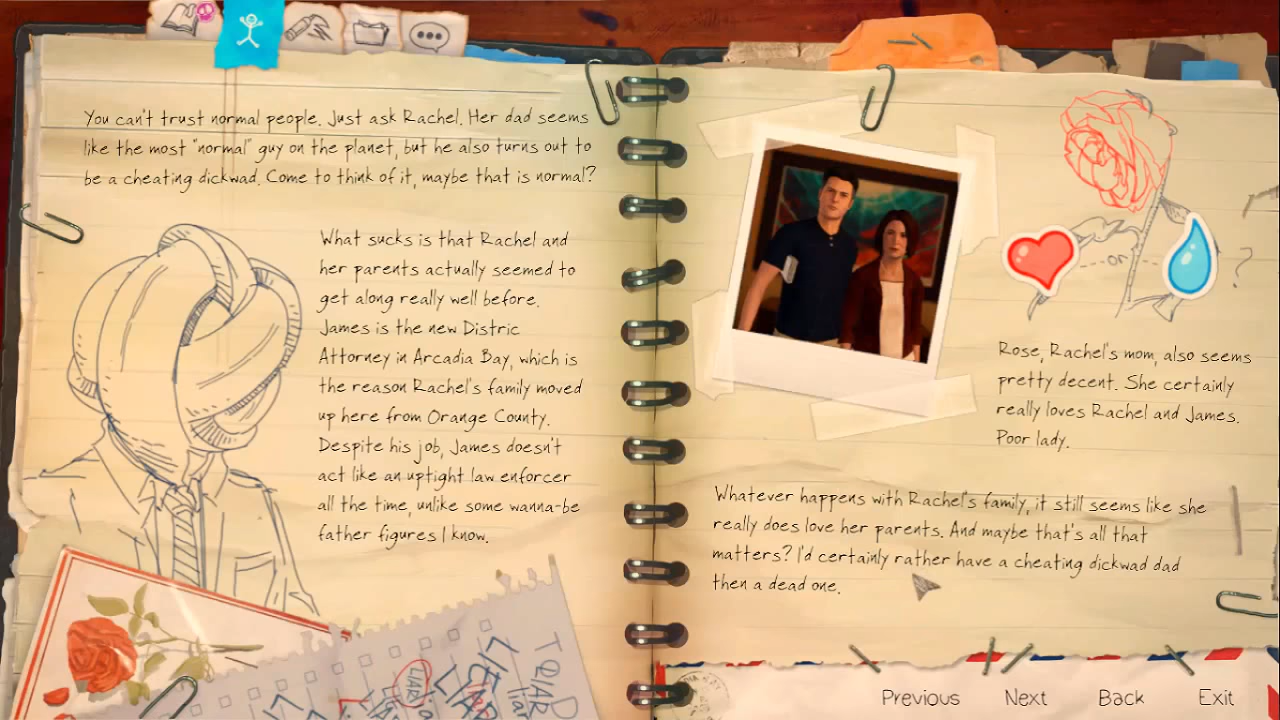 You can't trust normal people. Just ask Rachel. Her dad seems
like the most "normal" guy on the planet, but he also turns out to
be a cheating dickwad. Come to think of it, maybe that is normal?
What sucks is that Rachel and
her parents actually seemed to
get along really well before.
James is the new Distric
Attorney in Arcadia Bay, which is
the reason Rachel's family moved
up here from Orange County.
Despite his job, James doesn't
act like an uptight law enforcer
all the time, unlike some wanna-be
father figures I know.
LIAR
liar
LIAR
or
?
Rose, Rachel's mom, also seems
pretty decent. She certainly
really loves Rachel and James.
Poor lady.
Whatever happens with Rachel's family, it still seems like she
really does love her parents. And maybe that's all that
matters? I'd certainly rather have a cheating dickwad dad
then a dead one.
Previous Next Back Exit